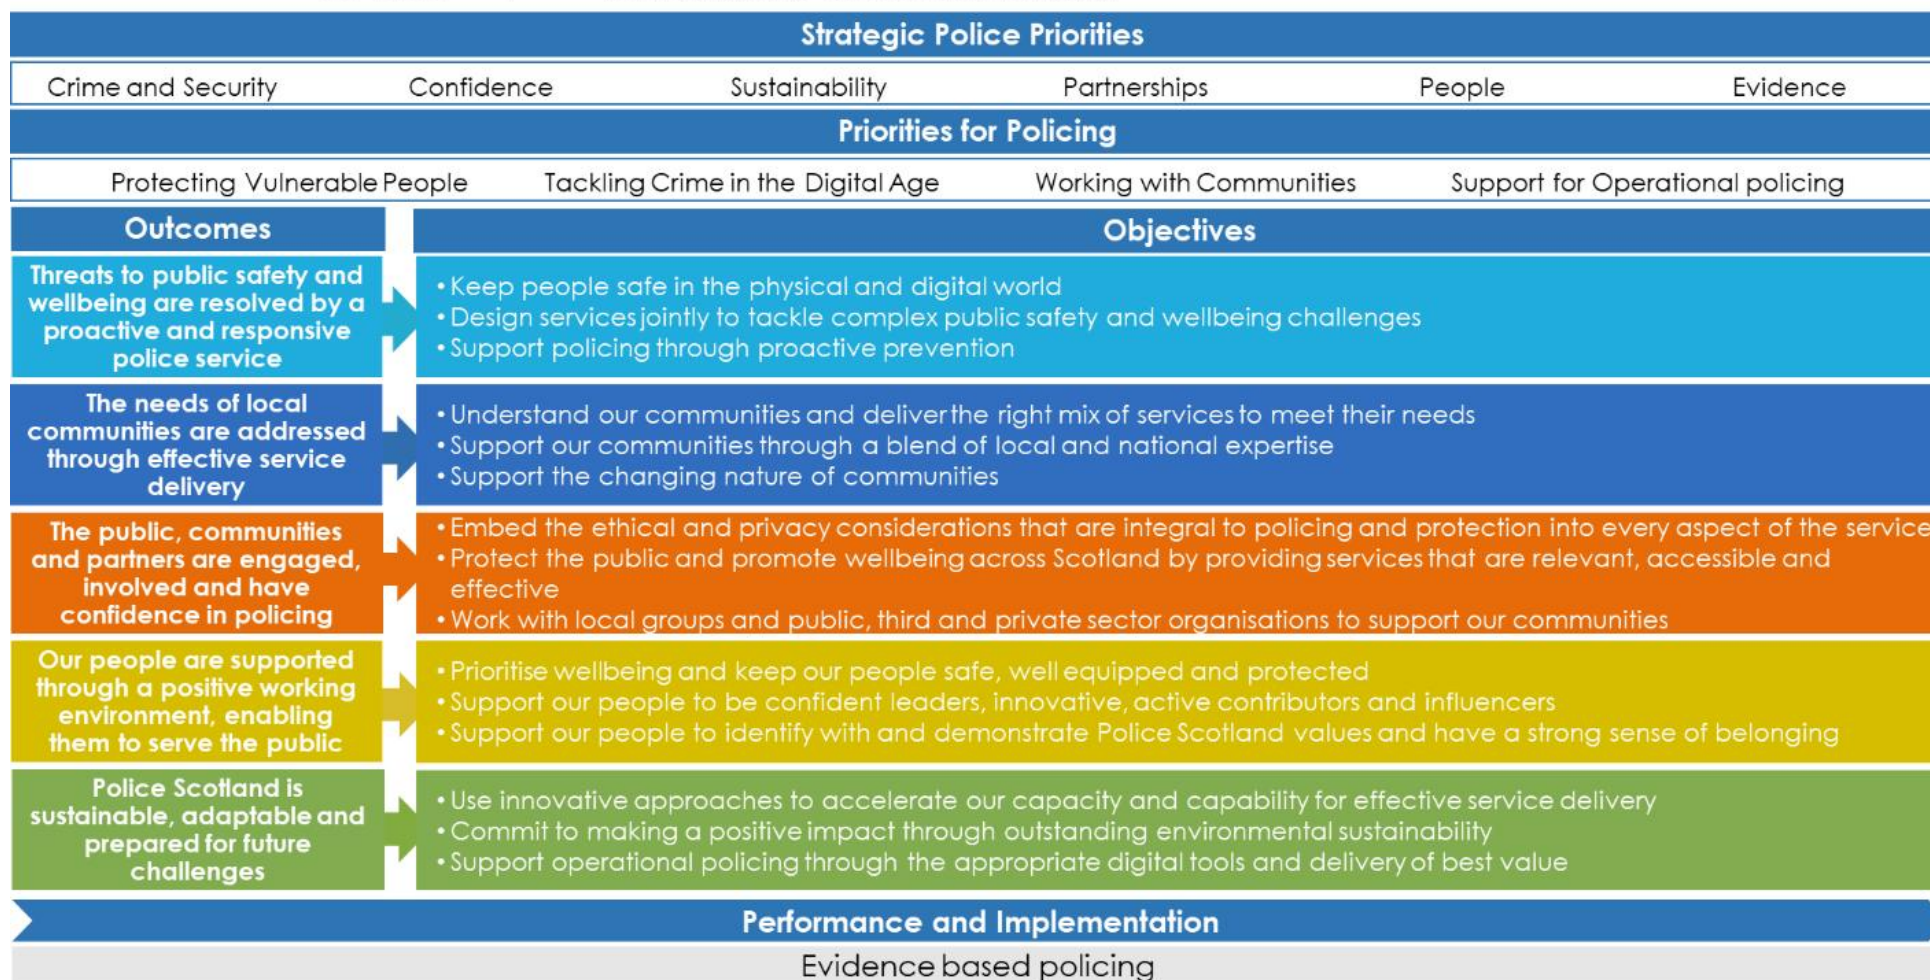 Strategic Police Priorities
Crime and Security Confidence Sustainability Partnerships People Evidence
Priorities for Policing
Protecting Vulnerable People Tackling Crime in the Digital Age Working with Communities Support for Operational policing
Outcomes
Objectives
Threats to public safety and
wellbeing are resolved by a
proactive and responsive
police service
• Keep people safe in the physical and digital world
• Design services jointly to tackle complex public safety and wellbeing challenges
• Support policing through proactive prevention
The needs of local
communities are addressed
through effective service
delivery
• Understand our communities and deliver the right mix of services to meet their needs
• Support our communities through a blend of local and national expertise
• Support the changing nature of communities
The public, communities
and partners are engaged,
involved and have
confidence in policing
• Embed the ethical and privacy considerations that are integral to policing and protection into every aspect of the service
• Protect the public and promote wellbeing across Scotland by providing services that are relevant, accessible and
effective
• Work with local groups and public, third and private sector organisations to support our communities
Our people are supported
through a positive working
environment, enabling
them to serve the public
• Prioritise wellbeing and keep our people safe, well equipped and protected
• Support our people to be confident leaders, innovative, active contributors and influencers
• Support our people to identify with and demonstrate Police Scotland values and have a strong sense of belonging
Police Scotland is
sustainable, adaptable and
prepared for future
challenges
• Use innovative approaches to accelerate our capacity and capability for effective service delivery
• Commit to making a positive impact through outstanding environmental sustainability
• Support operational policing through the appropriate digital tools and delivery of best value
Performance and Implementation
Evidence based policing